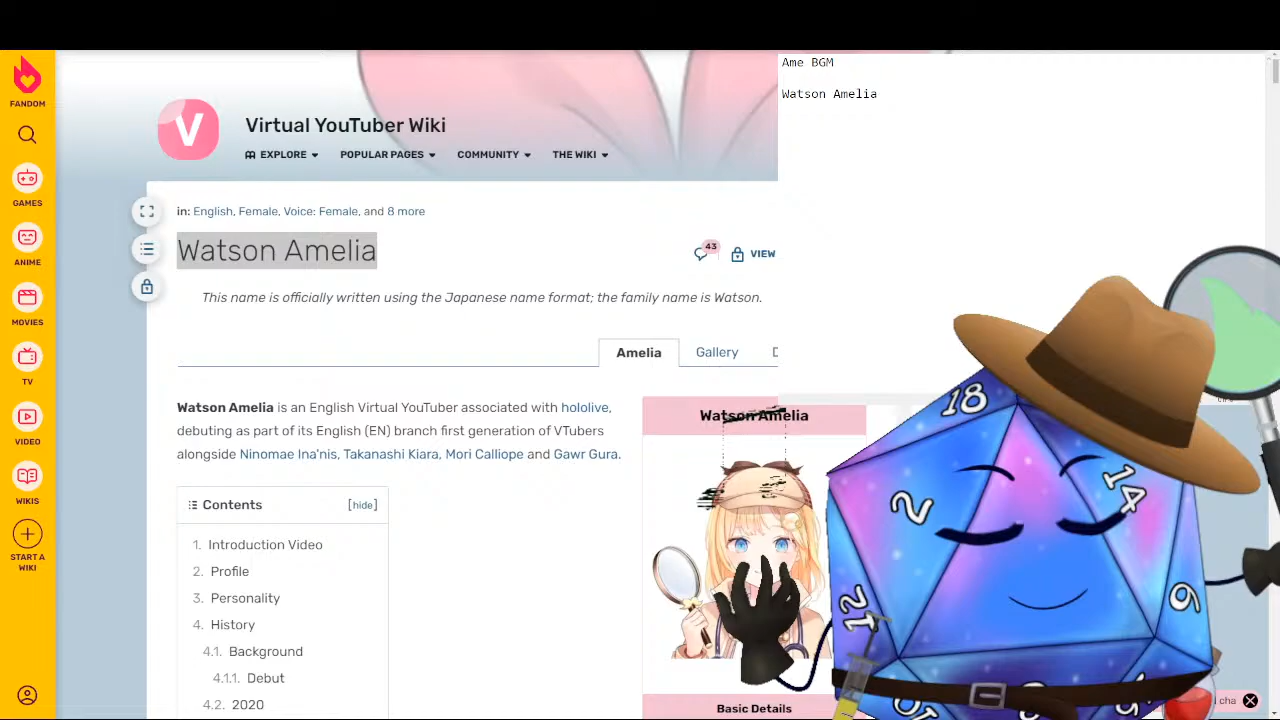 Ame BGM
Watson Amelia
FANDOM
GAMES
ANIME
MOVIES
TV
VIDEO
WIKIS
START A
WIKI
V
Virtual YouTuber Wiki
EXPLORE
POPULAR PAGES
COMMUNITY
THE WIKI
in: English, Female, Voice: Female, and 8 more
Watson Amelia
43
VIEW
This name is officially written using the Japanese name format; the family name is Watson.
Amelia
Gallery
D
Watson Amelia is an English Virtual YouTuber associated with hololive,
debuting as part of its English (EN) branch first generation of VTubers
alongside Ninomae Ina'nis, Takanashi Kiara, Mori Calliope and Gawr Gura.
Contents [hide]
1. Introduction Video
2. Profile
3. Personality
4. History
4.1. Background
4.1.1. Debut
4.2. 2020
Watson Amelia
Basic Details
18
2
14
12
6
10
l cha